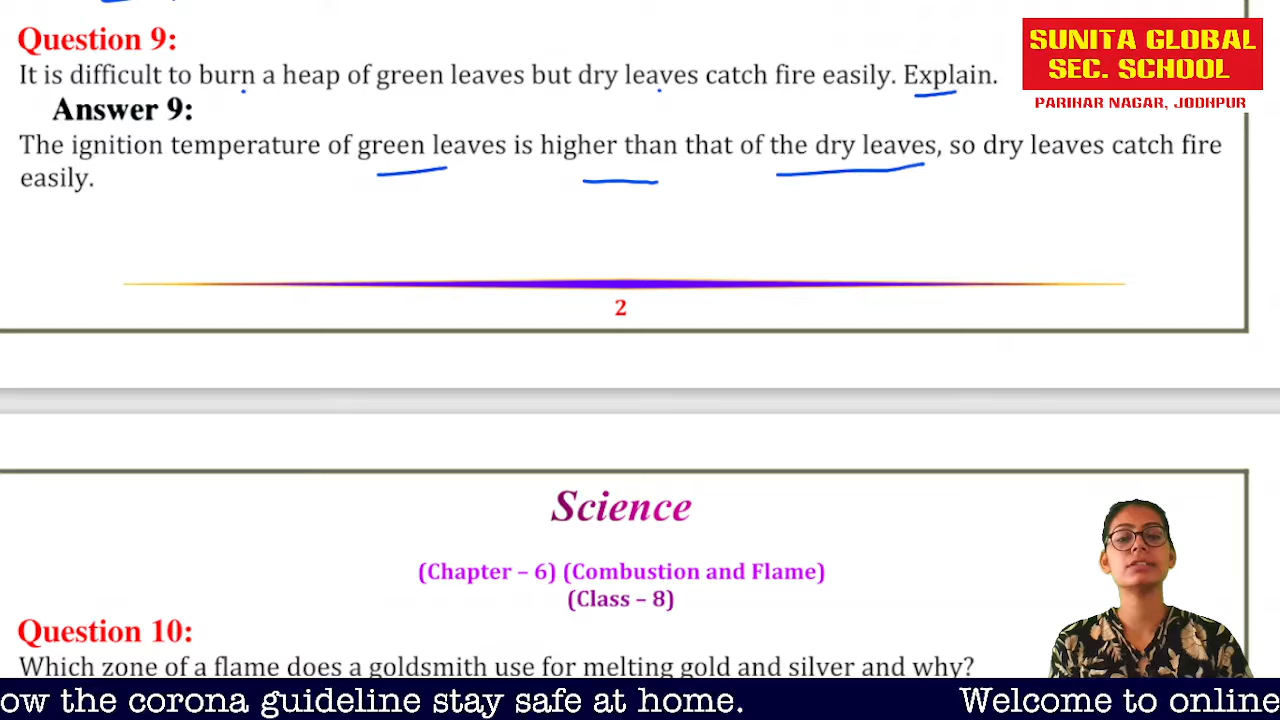 Question 9:
It is difficult to burn a heap of green leaves but dry leaves catch fire easily. Explain.
Answer 9:
The ignition temperature of green leaves is higher than that of the dry leaves, so dry leaves catch fire
easily.
2
SUNITA GLOBAL
SEC. SCHOOL
PARIHAR NAGAR, JODHPUR
Science
(Chapter – 6) (Combustion and Flame)
(Class – 8)
Question 10:
Which zone of a flame does a goldsmith use for melting gold and silver and why?
ow the corona guideline stay safe at home. Welcome to online